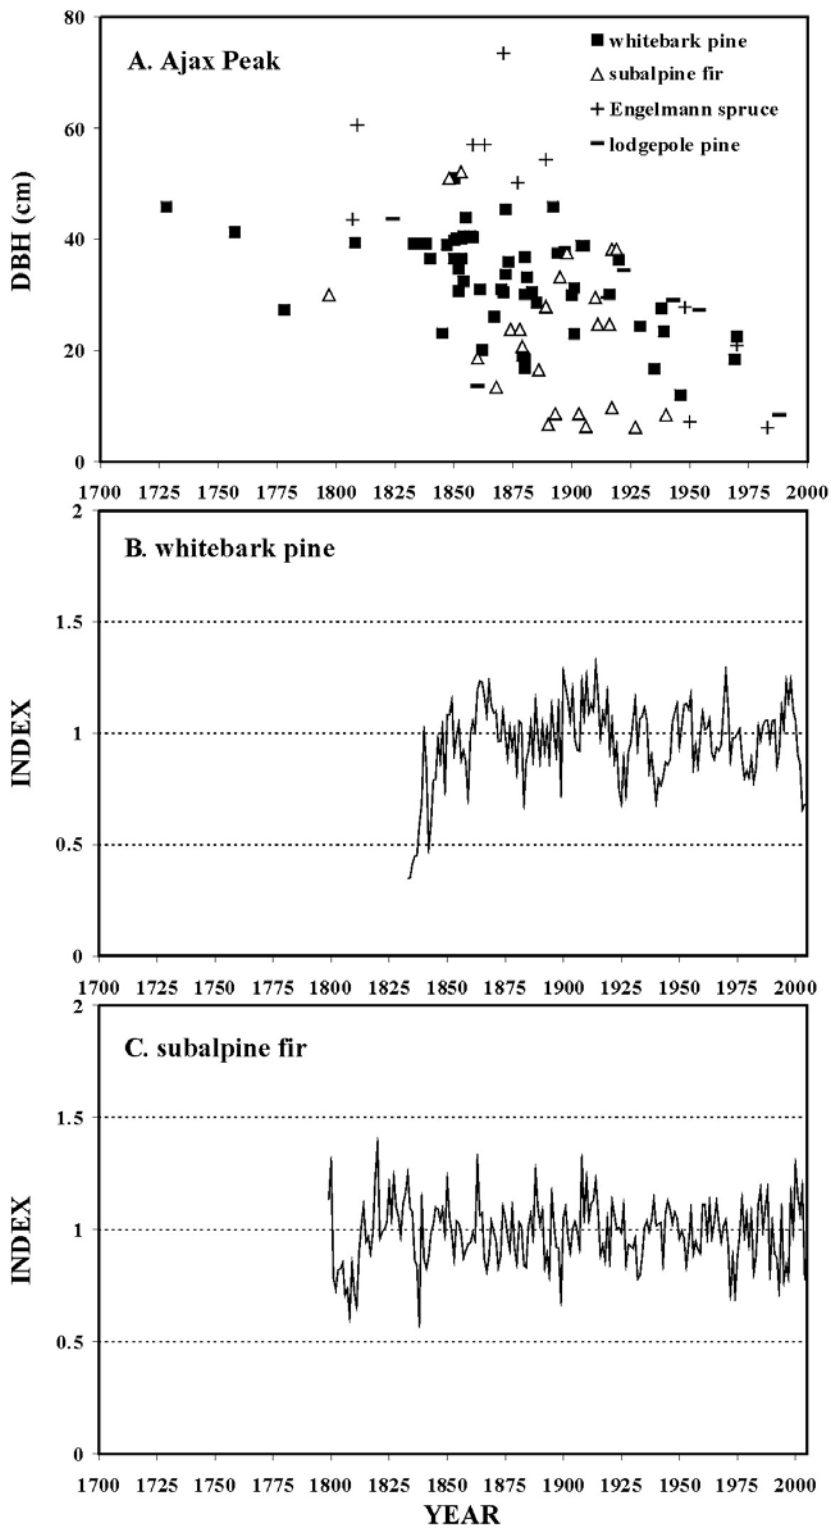 80
A. Ajax Peak
whitebark pine
subalpine fir
Engelmann spruce
lodgepole pine
60
DBH (cm)
40
20
0
1700 1725 1750 1775 1800 1825 1850 1875 1900 1925 1950 1975 2000
2
B. whitebark pine
1.5
INDEX
1
0.5
0
1700 1725 1750 1775 1800 1825 1850 1875 1900 1925 1950 1975 2000
2
C. subalpine fir
1.5
INDEX
1
0.5
0
1700 1725 1750 1775 1800 1825 1850 1875 1900 1925 1950 1975 2000
YEAR